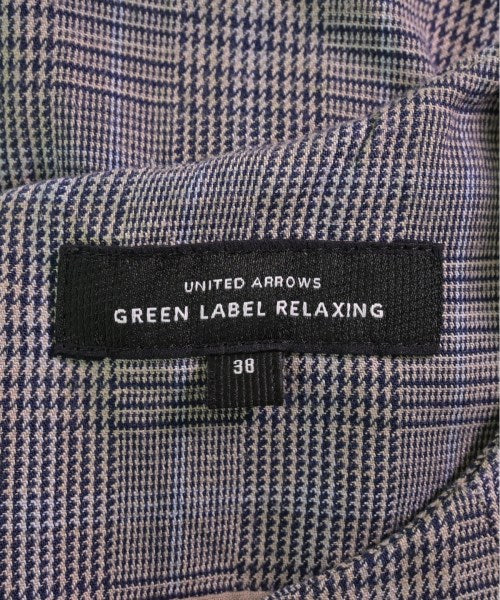 UNITED ARROWS
GREEN LABEL RELAXING
38